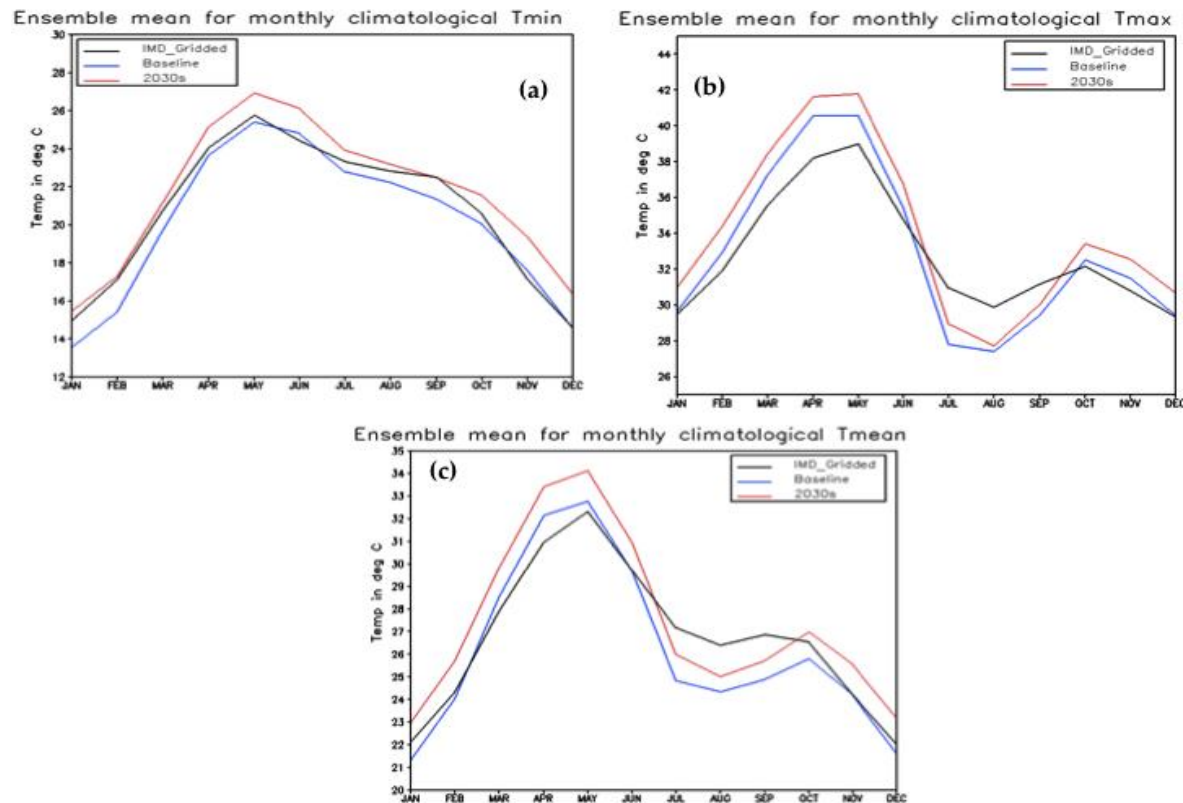 Ensemble mean for monthly climatological Tmin
30
28
26
24
22
20
18
16
14
12
Temp in deg C
IMD_Gridded
Baseline
2030s
(a)
JAN FEB MAR APR MAY JUN JUL AUG SEP OCT NOV DEC
Ensemble mean for monthly climatological Tmax
44
42
40
38
36
34
32
30
28
26
Temp in deg C
(b)
IMD_Gridded
Baseline
2030s
JAN FEB MAR APR MAY JUN JUL AUG SEP OCT NOV DEC
Ensemble mean for monthly climatological Tmean
35
34
33
32
31
30
29
28
27
26
25
24
23
22
21
20
Temp in deg C
(c)
IMD_Gridded
Baseline
2030s
JAN FEB MAR APR MAY JUN JUL AUG SEP OCT NOV DEC